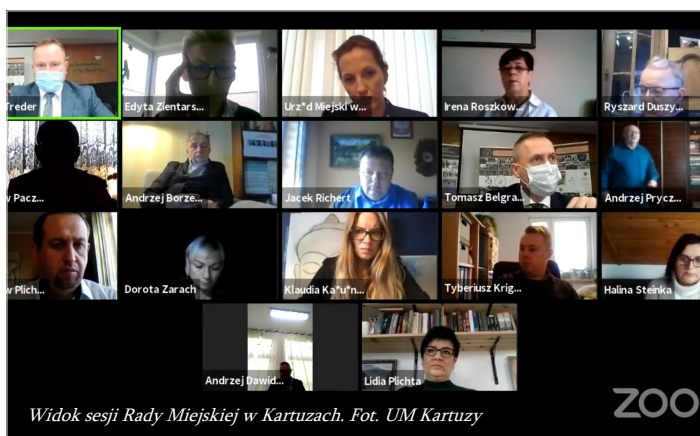 Treder
Edyta Zientars...
Urz*d Miejski w...
Irena Roszkow...
Ryszard Duszy...
w Pacz...
Andrzej Borze...
Jacek Richert
Tomasz Belgra...
Andrzej Prycz...
w Plich...
Dorota Zarach
Klaudia Ka*u*n...
Tyberiusz Krig...
Halina Steinka
Andrzej Dawid...
Lidia Plichta
Widok sesji Rady Miejskiej w Kartuzach. Fot. UM Kartuzy
ZOO